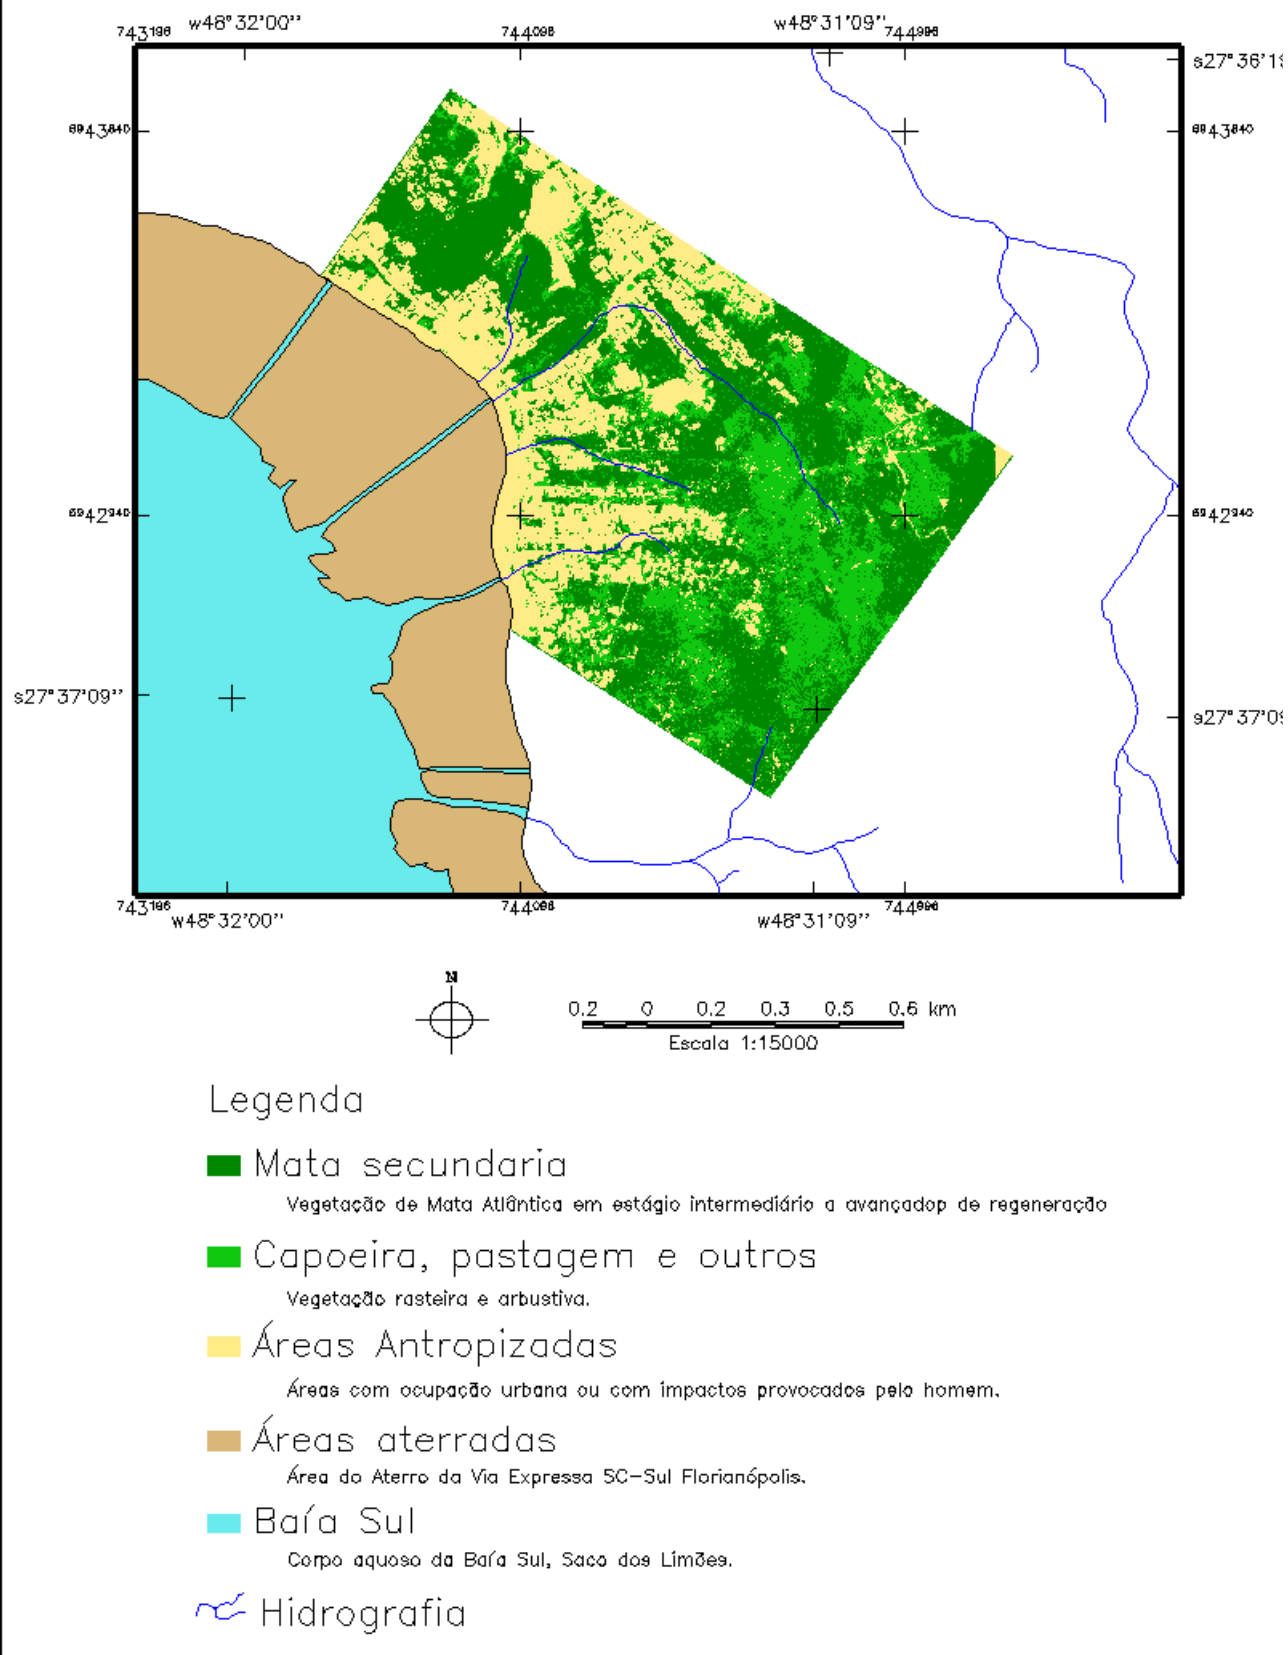 w48°32'00'' w48°31'09''
743196 744096 744996
s27°36'19
6943840 6943840
6942940 6942940
s27°37'09'' s27°37'09
743196 744096 744996
w48°32'00'' w48°31'09''
N
0.2 0 0.2 0.3 0.5 0.6 km
Escala 1:15000
Legenda
Mata secundaria
Vegetação de Mata Atlântica em estágio intermediário a avançadop de regeneração
Capoeira, pastagem e outros
Vegetação rasteira e arbustiva.
Áreas Antropizadas
Áreas com ocupação urbana ou com impactos provocados pelo homem.
Áreas aterradas
Área do Aterro da Via Expressa SC-Sul Florianópolis.
Baía Sul
Corpo aquoso da Baía Sul, Saco dos Limões.
Hidrografia